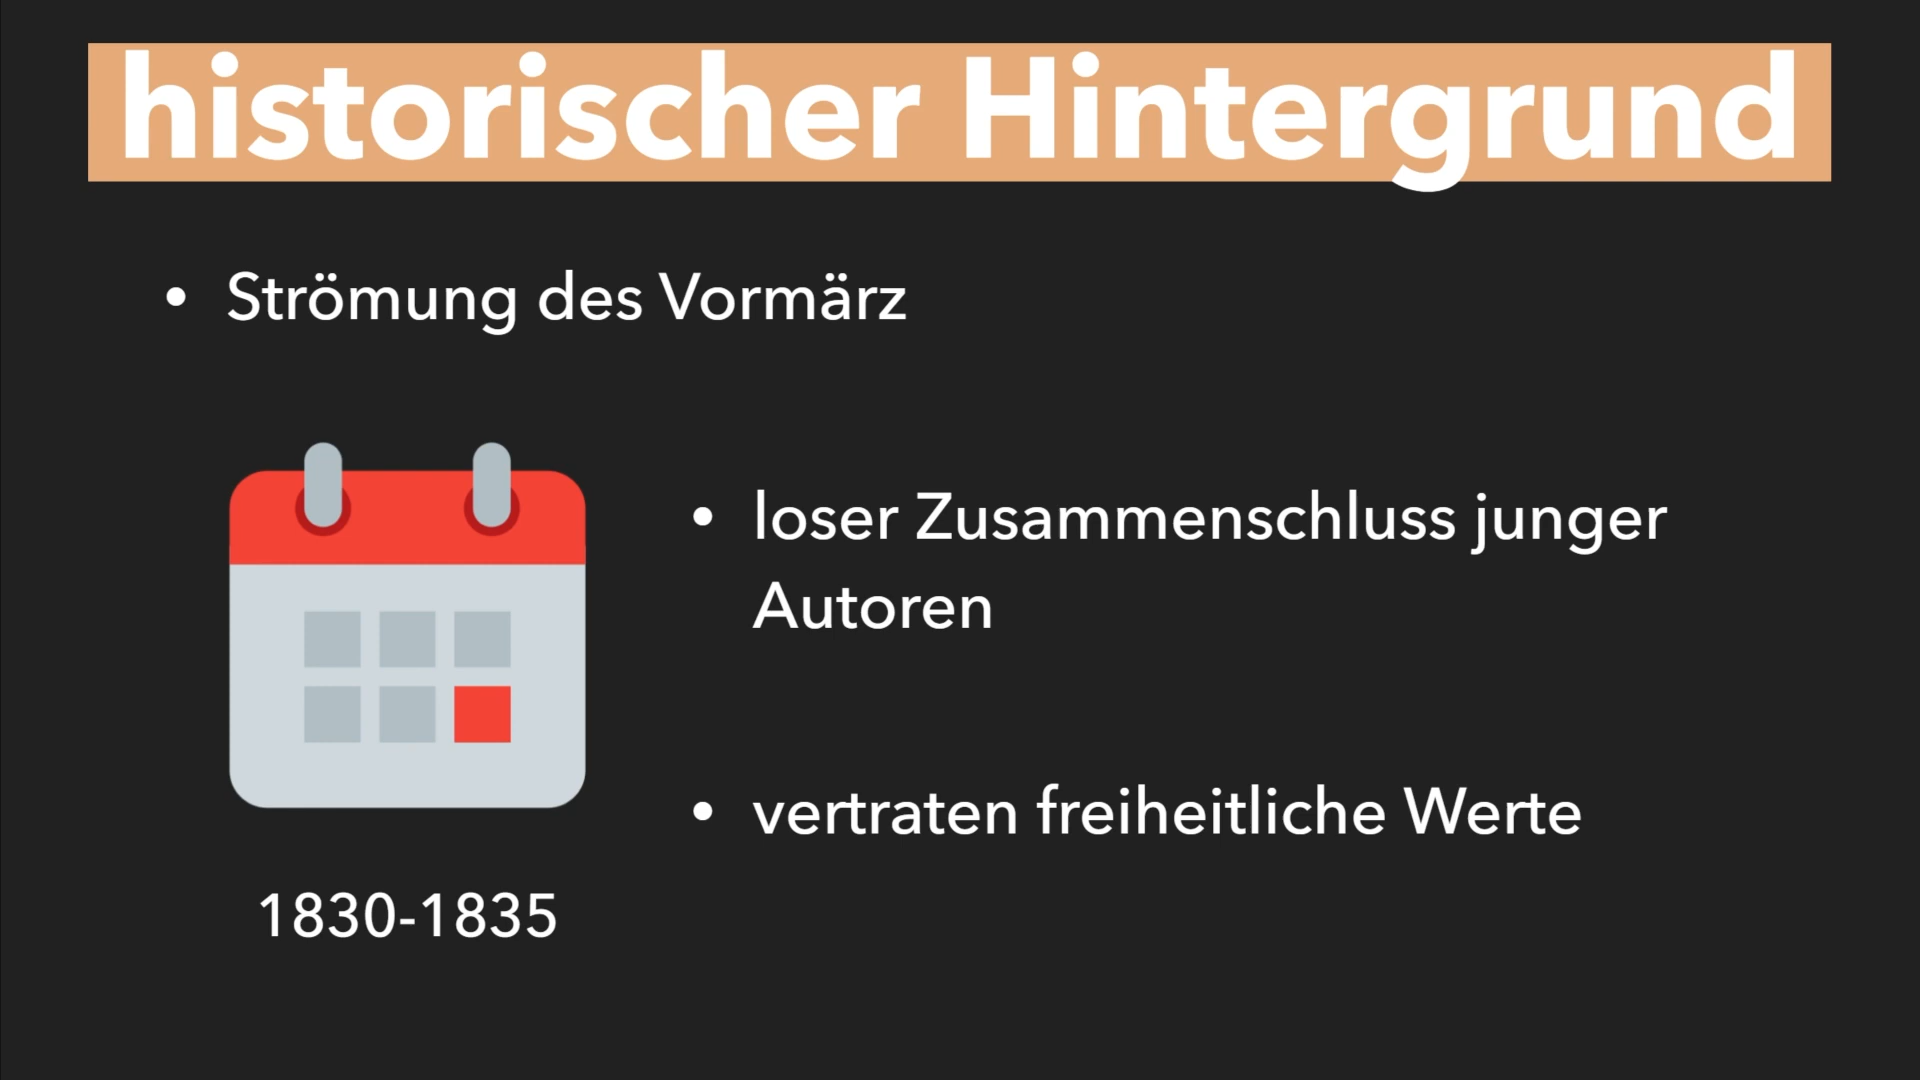 historischer Hintergrund
• Strömung des Vormärz
• loser Zusammenschluss junger
Autoren
• vertraten freiheitliche Werte
1830-1835